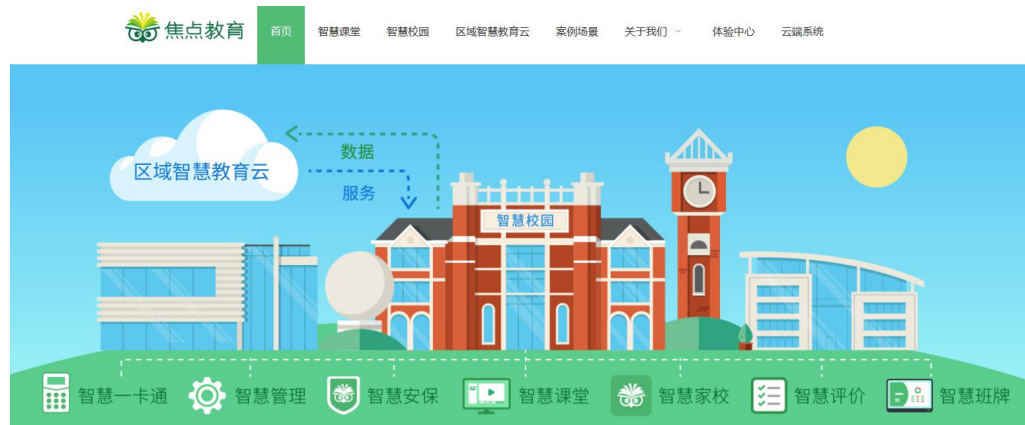 焦点教育 首页 智慧课堂 智慧校园 区域智慧教育云 案例场景 关于我们 体验中心 云端系统
数据
区域智慧教育云
服务
智慧校园
智慧一卡通 智慧管理 智慧安保 智慧课堂 智慧家校 智慧评价 智慧班牌